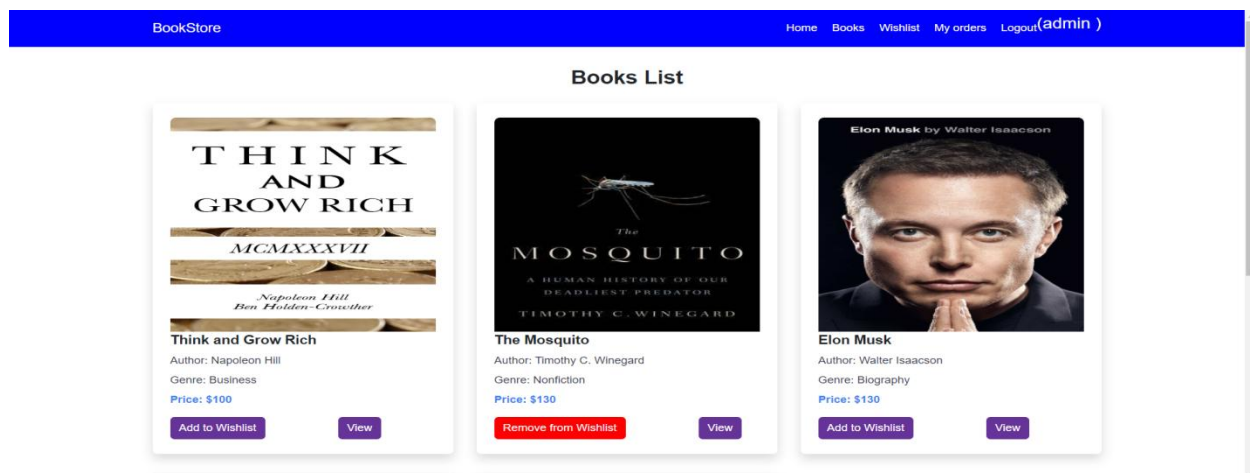 BookStore
Home Books Wishlist My orders Logout(admin )
Books List
THINK
AND
GROW RICH
MCMXXXVII
Napoleon Hill
Ben Holden-Crowther
Think and Grow Rich
Author: Napoleon Hill
Genre: Business
Price: $100
Add to Wishlist View
The
MOSQUITO
A HUMAN HISTORY OF OUR
DEADLIEST PREDATOR
TIMOTHY C. WINEGARD
The Mosquito
Author: Timothy C. Winegard
Genre: Nonfiction
Price: $130
Remove from Wishlist View
Elon Musk by Walter Isaacson
Elon Musk
Author: Walter Isaacson
Genre: Biography
Price: $130
Add to Wishlist View